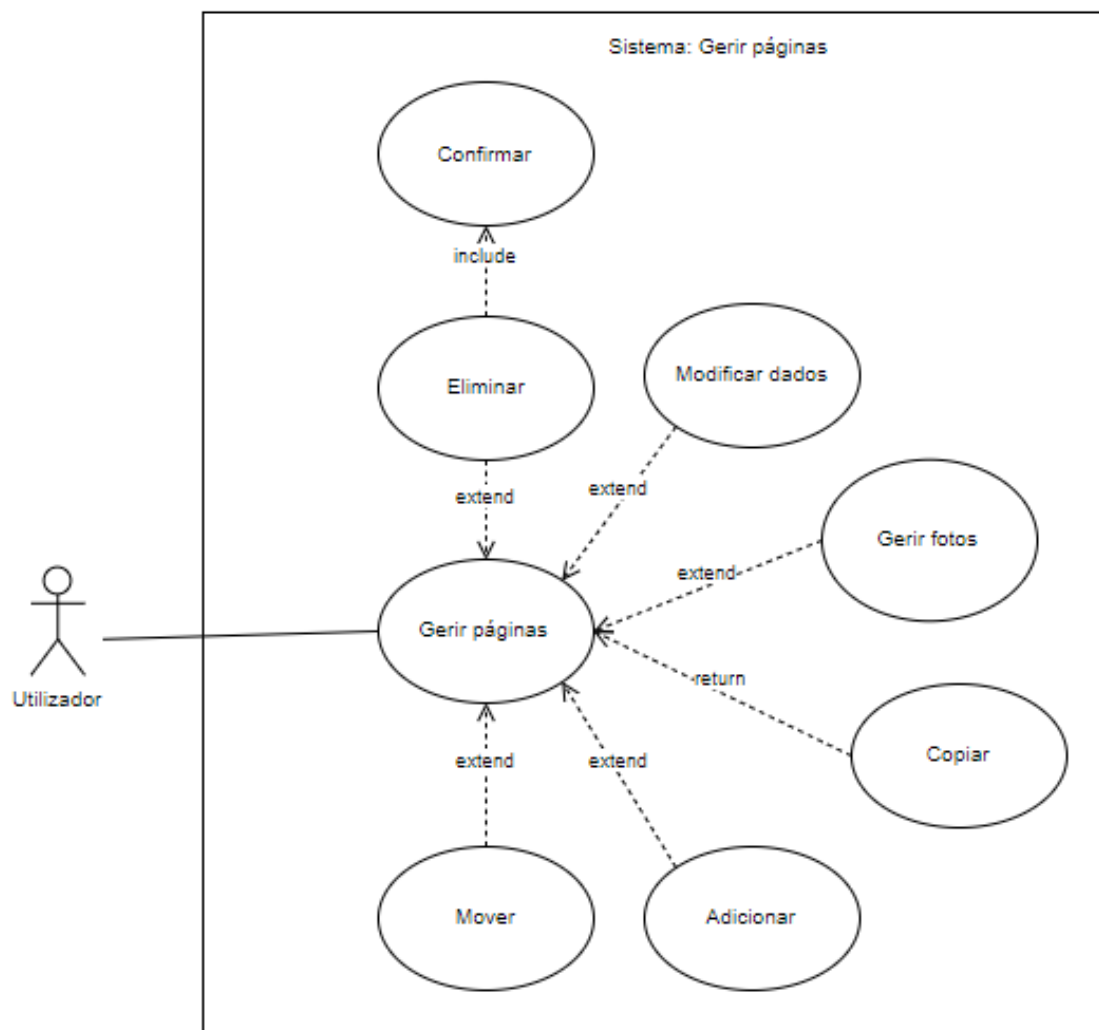 Sistema: Gerir páginas
Confirmar
include
Eliminar
Modificar dados
extend
extend
Gerir fotos
extend
Gerir páginas
Utilizador
return
Copiar
extend
extend
Mover
Adicionar